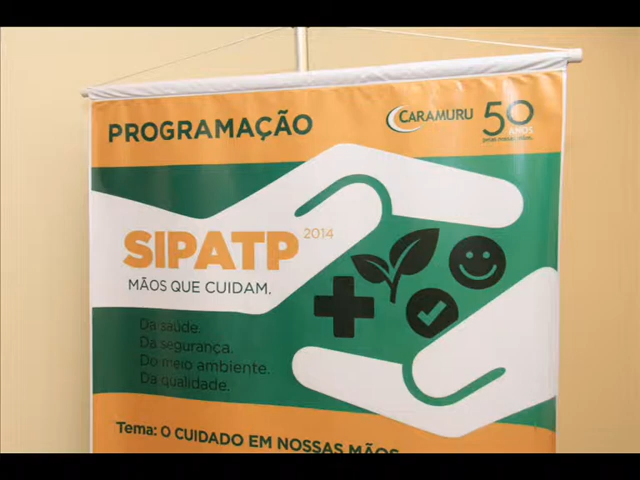 PROGRAMAÇÃO
CARAMURU 50
ANOS
SIPATP 2014
MÃOS QUE CUIDAM.
Da saúde.
Da segurança.
Do meio ambiente.
Da qualidade.
Tema: O CUIDADO EM NOSSAS MÃOS